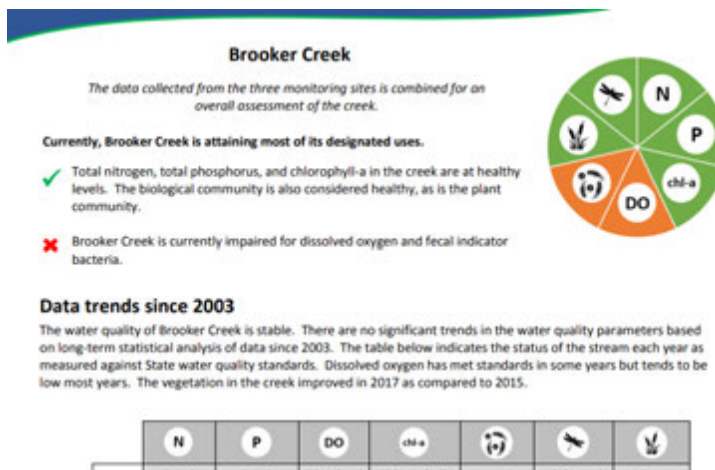 Brooker Creek
The data collected from the three monitoring sites is combined for an
overall assessment of the creek.
Currently, Brooker Creek is attaining most of its designated uses.
Total nitrogen, total phosphorus, and chlorophyll-a in the creek are at healthy
levels. The biological community is also considered healthy, as is the plant
community.
Brooker Creek is currently impaired for dissolved oxygen and fecal indicator
bacteria.
N
P
chl-a
DO
Data trends since 2003
The water quality of Brooker Creek is stable. There are no significant trends in the water quality parameters based
on long-term statistical analysis of data since 2003. The table below indicates the status of the stream each year as
measured against State water quality standards. Dissolved oxygen has met standards in some years but tends to be
low most years. The vegetation in the creek improved in 2017 as compared to 2015.
N P DO chl-a